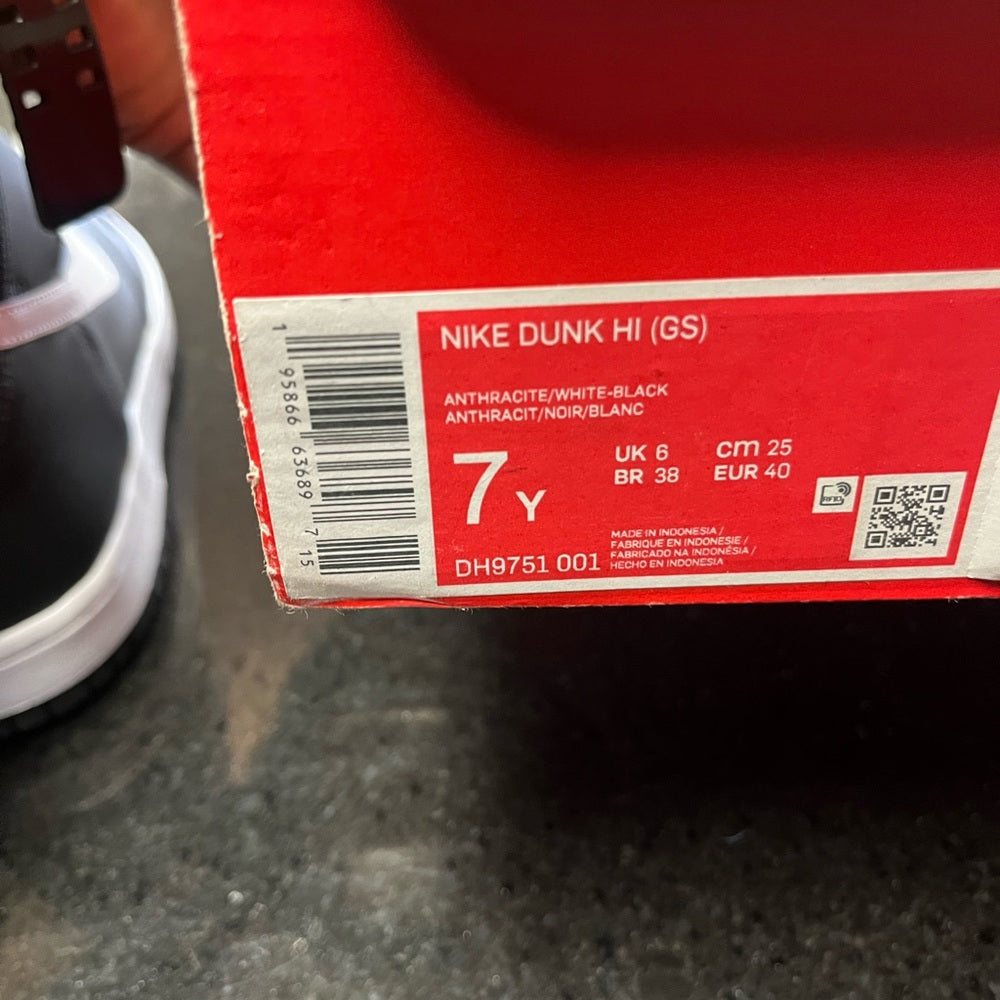 NIKE DUNK HI (GS)
ANTHRACITE/WHITE-BLACK
ANTHRACIT/NOIR/BLANC
7 Y
UK 6 cm 25
BR 38 EUR 40
DH9751 001
MADE IN INDONESIA /
FABRIQUE EN INDONESIE /
FABRICADO NA INDONÉSIA /
HECHO EN INDONESIA
RFID
1 95866 63689 7 15